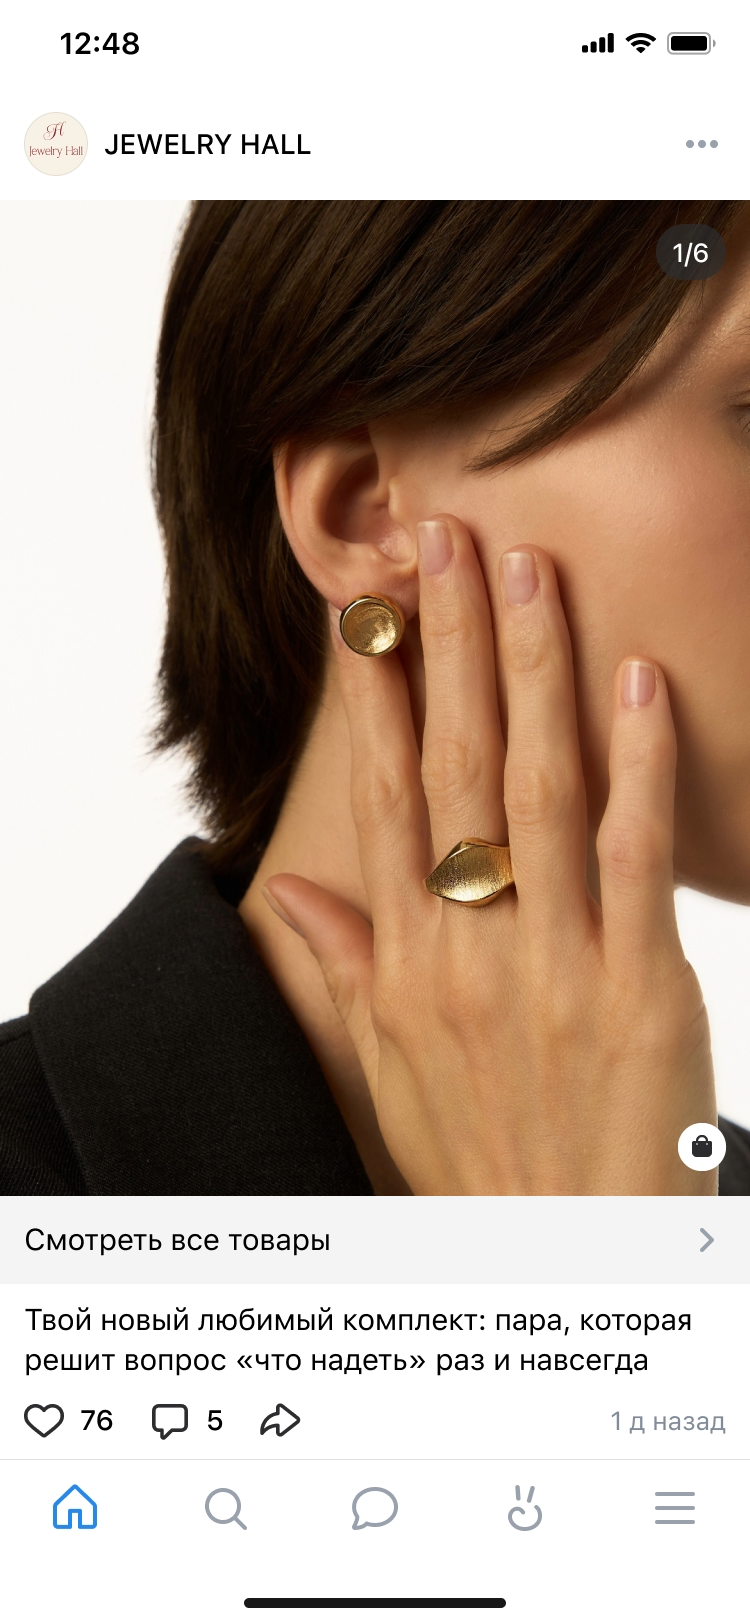 12:48
JH
Jewelry Hall
JEWELRY HALL
1/6
Смотреть все товары
Твой новый любимый комплект: пара, которая
решит вопрос «что надеть» раз и навсегда
76
5
1 д назад